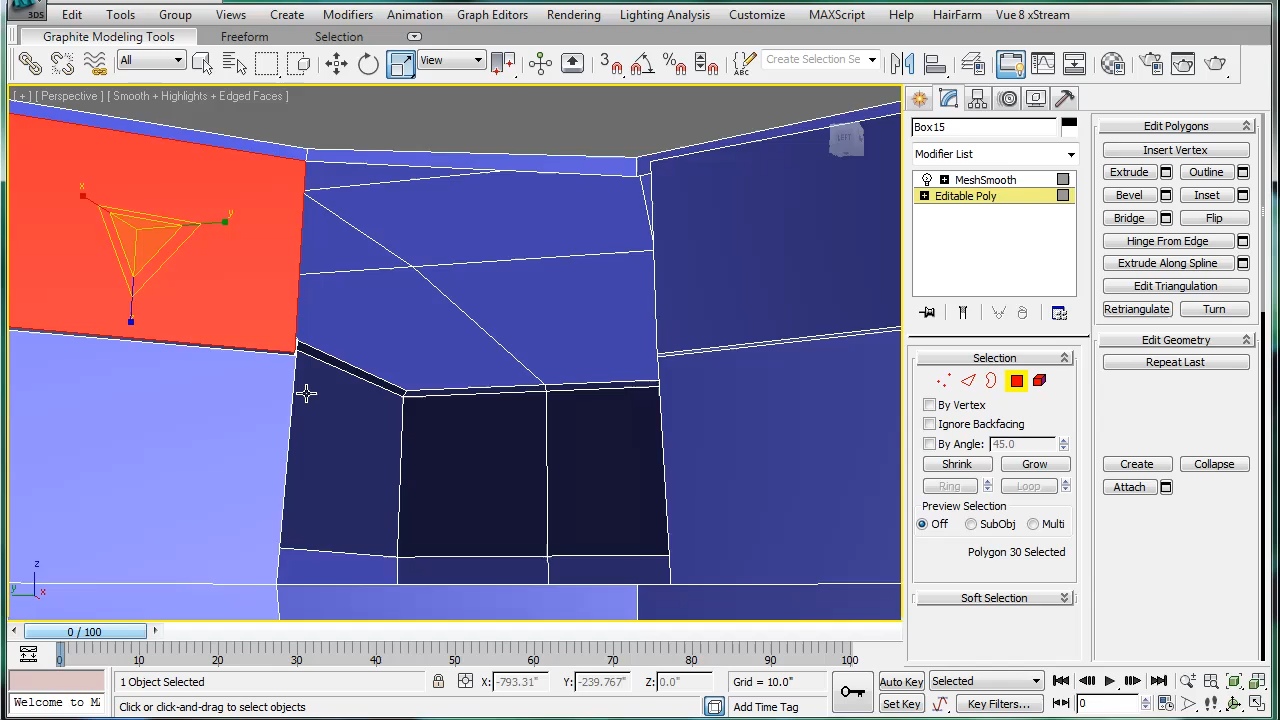 3DS Edit Tools Group Views Create Modifiers Animation Graph Editors Rendering Lighting Analysis Customize MAXScript Help HairFarm Vue 8 xStream
Graphite Modeling Tools Freeform Selection
All View 3 ABC Create Selection Se
[ + ] [ Perspective ] [ Smooth + Highlights + Edged Faces ]
LEFT
x
y
z
y x
Box15
Modifier List
MeshSmooth
Editable Poly
Selection
By Vertex
Ignore Backfacing
By Angle: 45.0
Shrink Grow
Ring Loop
Preview Selection
Off SubObj Multi
Polygon 30 Selected
Soft Selection
Edit Polygons
Insert Vertex
Extrude Outline
Bevel Inset
Bridge Flip
Hinge From Edge
Extrude Along Spline
Edit Triangulation
Retriangulate Turn
Edit Geometry
Repeat Last
Create Collapse
Attach
0 / 100
0 10 20 30 40 50 60 70 80 90 100
1 Object Selected X: -793.31" Y: -239.767" Z: 0.0" Grid = 10.0" Auto Key Selected
Welcome to M Click or click-and-drag to select objects Add Time Tag Set Key Key Filters... 0